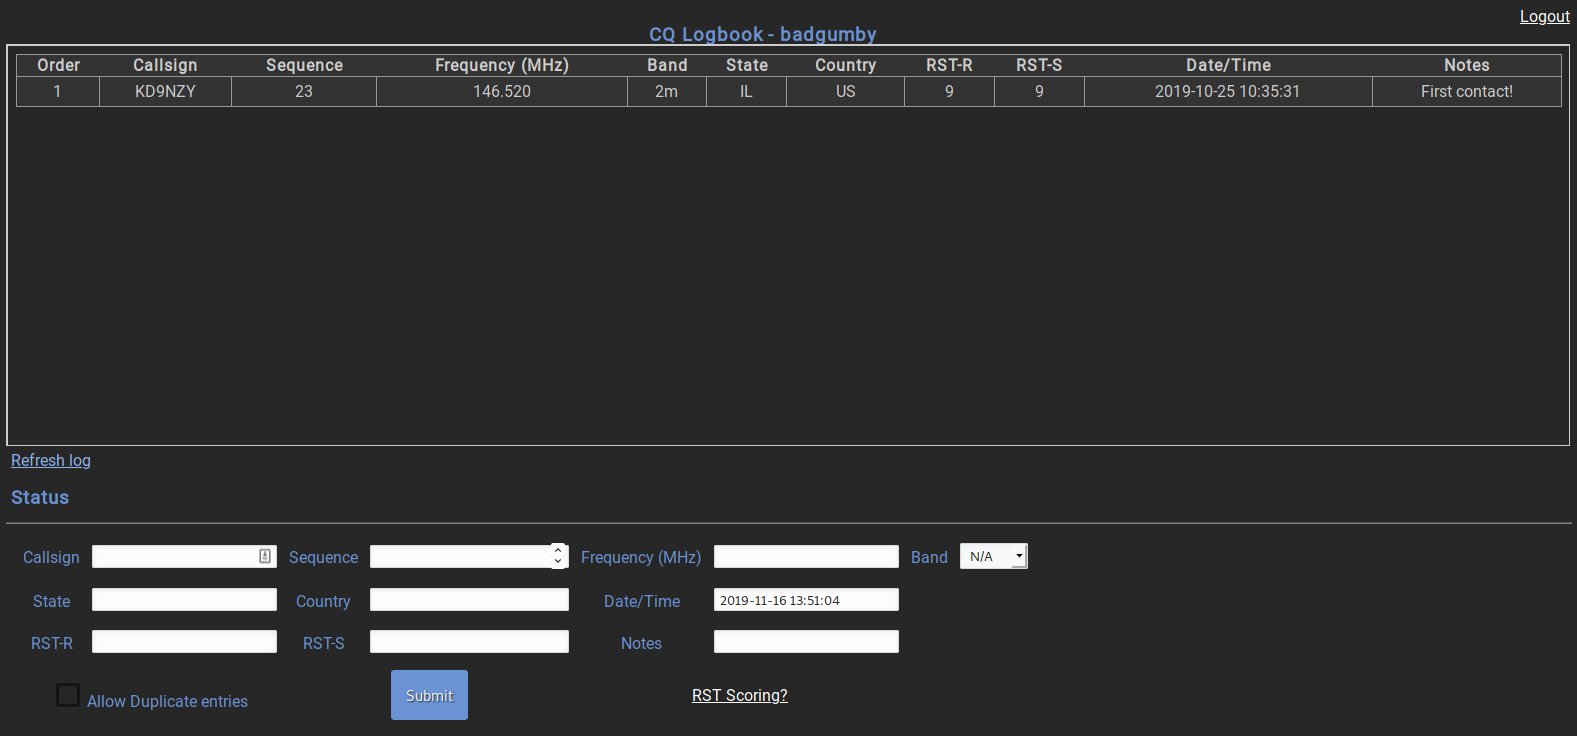 Logout
CQ Logbook - badgumby
Order Callsign Sequence Frequency (MHz) Band State Country RST-R RST-S Date/Time Notes
1 KD9NZY 23 146.520 2m IL US 9 9 2019-10-25 10:35:31 First contact!
Refresh log
Status
Callsign Sequence Frequency (MHz) Band N/A
State Country Date/Time 2019-11-16 13:51:04
RST-R RST-S Notes
Allow Duplicate entries Submit RST Scoring?